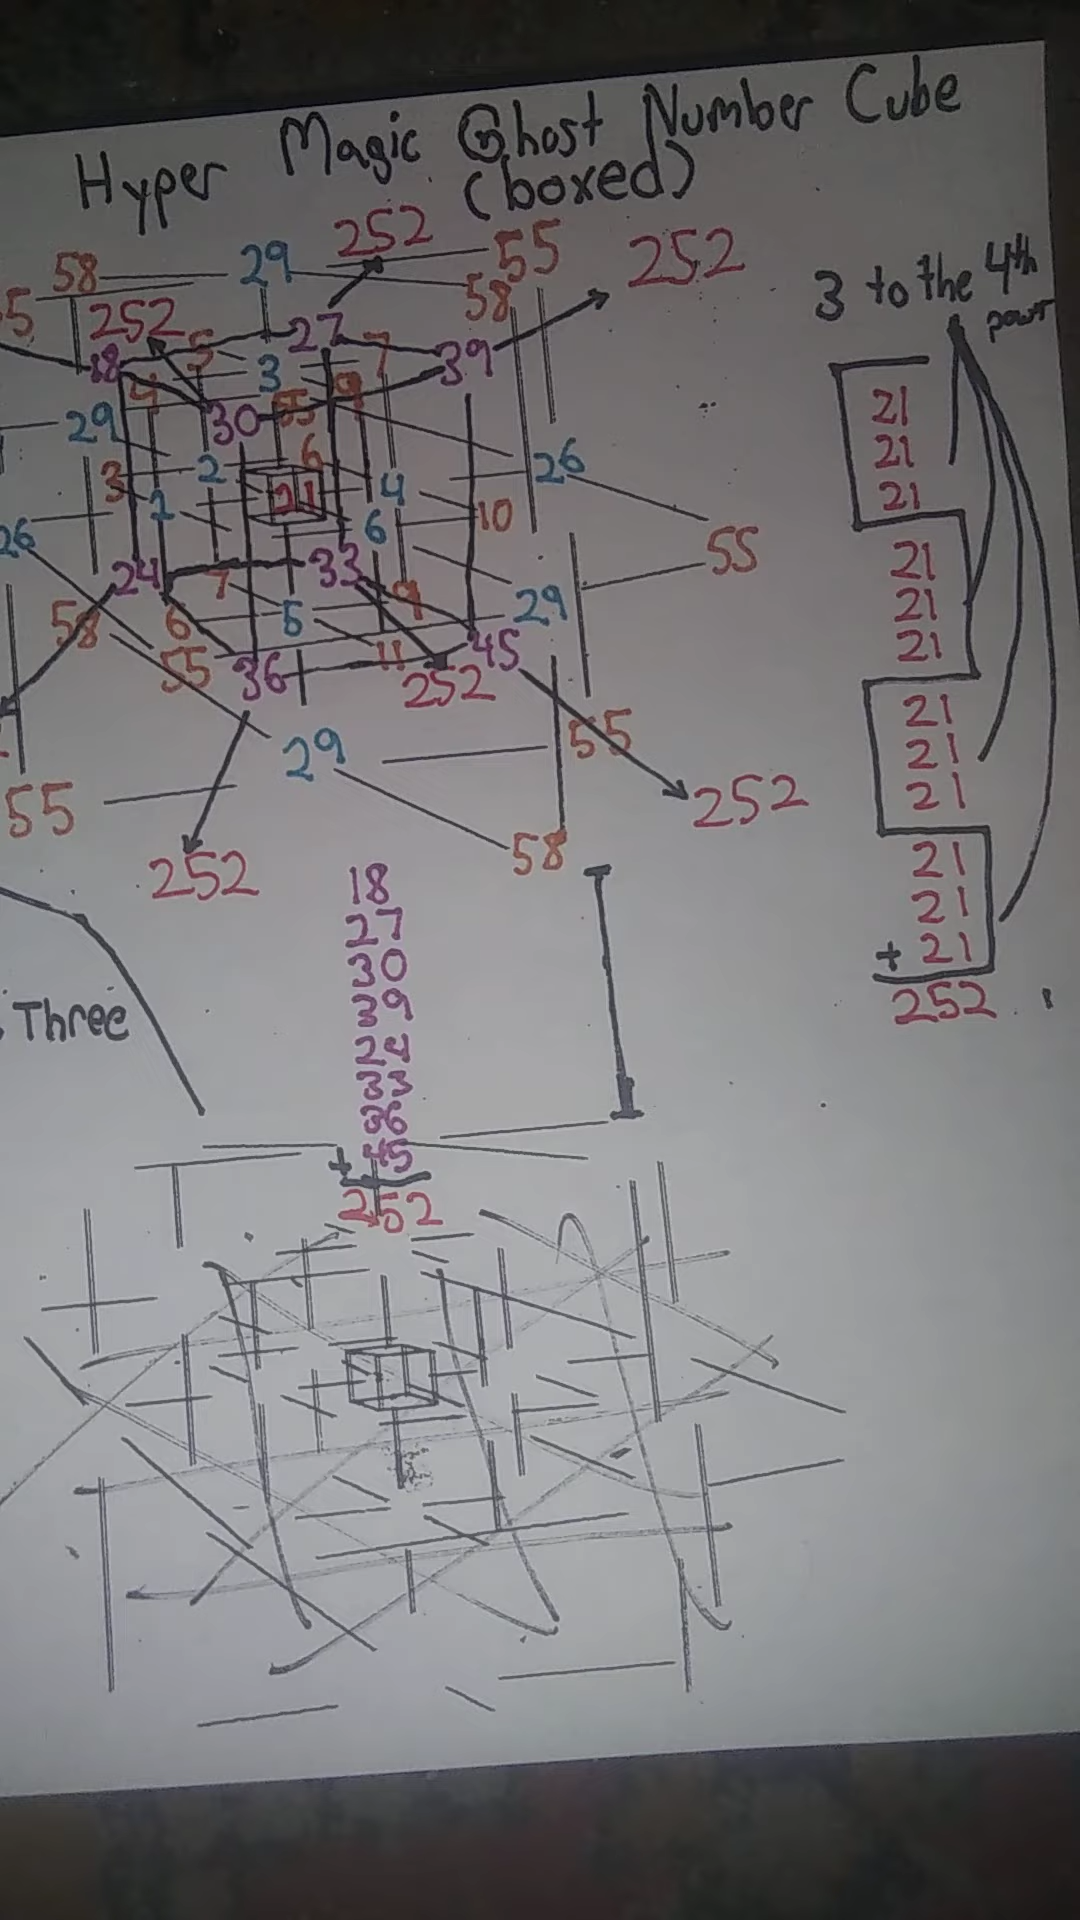 Hyper Magic Ghost Number Cube
(boxed)
252
58 29 55 252
3 to the 4th
powr
5 252 58
18 5 27 7 39
4 3 9
29 30 55
3 2 6 26
1 21 4 10
26 6 55
24 7 33 9 29
58 6 5
55 36 11 45
252
29 55
55 252
252 58
21
21
21
21
21
21
21
21
21
21
21
+ 21
252
Three
18
27
30
39
24
33
36
+ 45
252